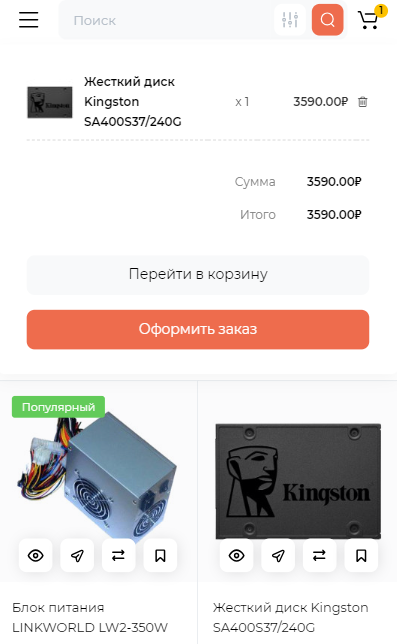 Поиск
1
Жесткий диск
Kingston
SA400S37/240G
x 1
3590.00₽
Сумма
3590.00₽
Итого
3590.00₽
Перейти в корзину
Оформить заказ
Популярный
Kingston
Блок питания
LINKWORLD LW2-350W
Жесткий диск Kingston
SA400S37/240G